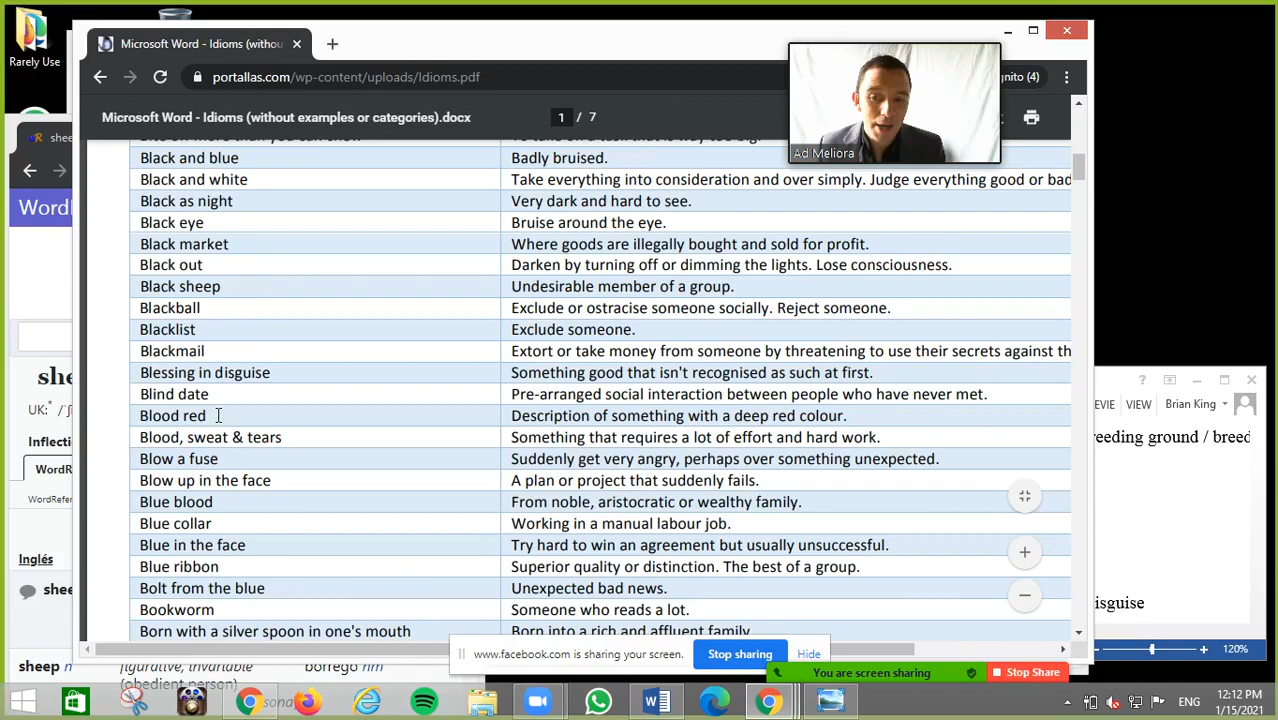 Rarely Use
Microsoft Word - Idioms (withou
portallas.com/wp-content/uploads/Idioms.pdf
gnito (4)
Microsoft Word - Idioms (without examples or categories).docx
1 / 7
Ad Meliora
Black and blue Badly bruised.
Black and white Take everything into consideration and over simply. Judge everything good or bad
Black as night Very dark and hard to see.
Black eye Bruise around the eye.
Black market Where goods are illegally bought and sold for profit.
Black out Darken by turning off or dimming the lights. Lose consciousness.
Black sheep Undesirable member of a group.
Blackball Exclude or ostracise someone socially. Reject someone.
Blacklist Exclude someone.
Blackmail Extort or take money from someone by threatening to use their secrets against th
Blessing in disguise Something good that isn't recognised as such at first.
Blind date Pre-arranged social interaction between people who have never met.
Blood red Description of something with a deep red colour.
Blood, sweat & tears Something that requires a lot of effort and hard work.
Blow a fuse Suddenly get very angry, perhaps over something unexpected.
Blow up in the face A plan or project that suddenly fails.
Blue blood From noble, aristocratic or wealthy family.
Blue collar Working in a manual labour job.
Blue in the face Try hard to win an agreement but usually unsuccessful.
Blue ribbon Superior quality or distinction. The best of a group.
Bolt from the blue Unexpected bad news.
Bookworm Someone who reads a lot.
Born with a silver spoon in one's mouth Born into a rich and affluent family.
shee
Word
she
UK:
Inflecti
WordR
WordRefer
Inglés
shee
sheep n
figurative, invariable
(obedient person)
borrego nm
EVIE VIEW Brian King
reeding ground / breed
isguise
120%
www.facebook.com is sharing your screen. Stop sharing Hide
You are screen sharing Stop Share
ENG
12:12 PM
1/15/2021